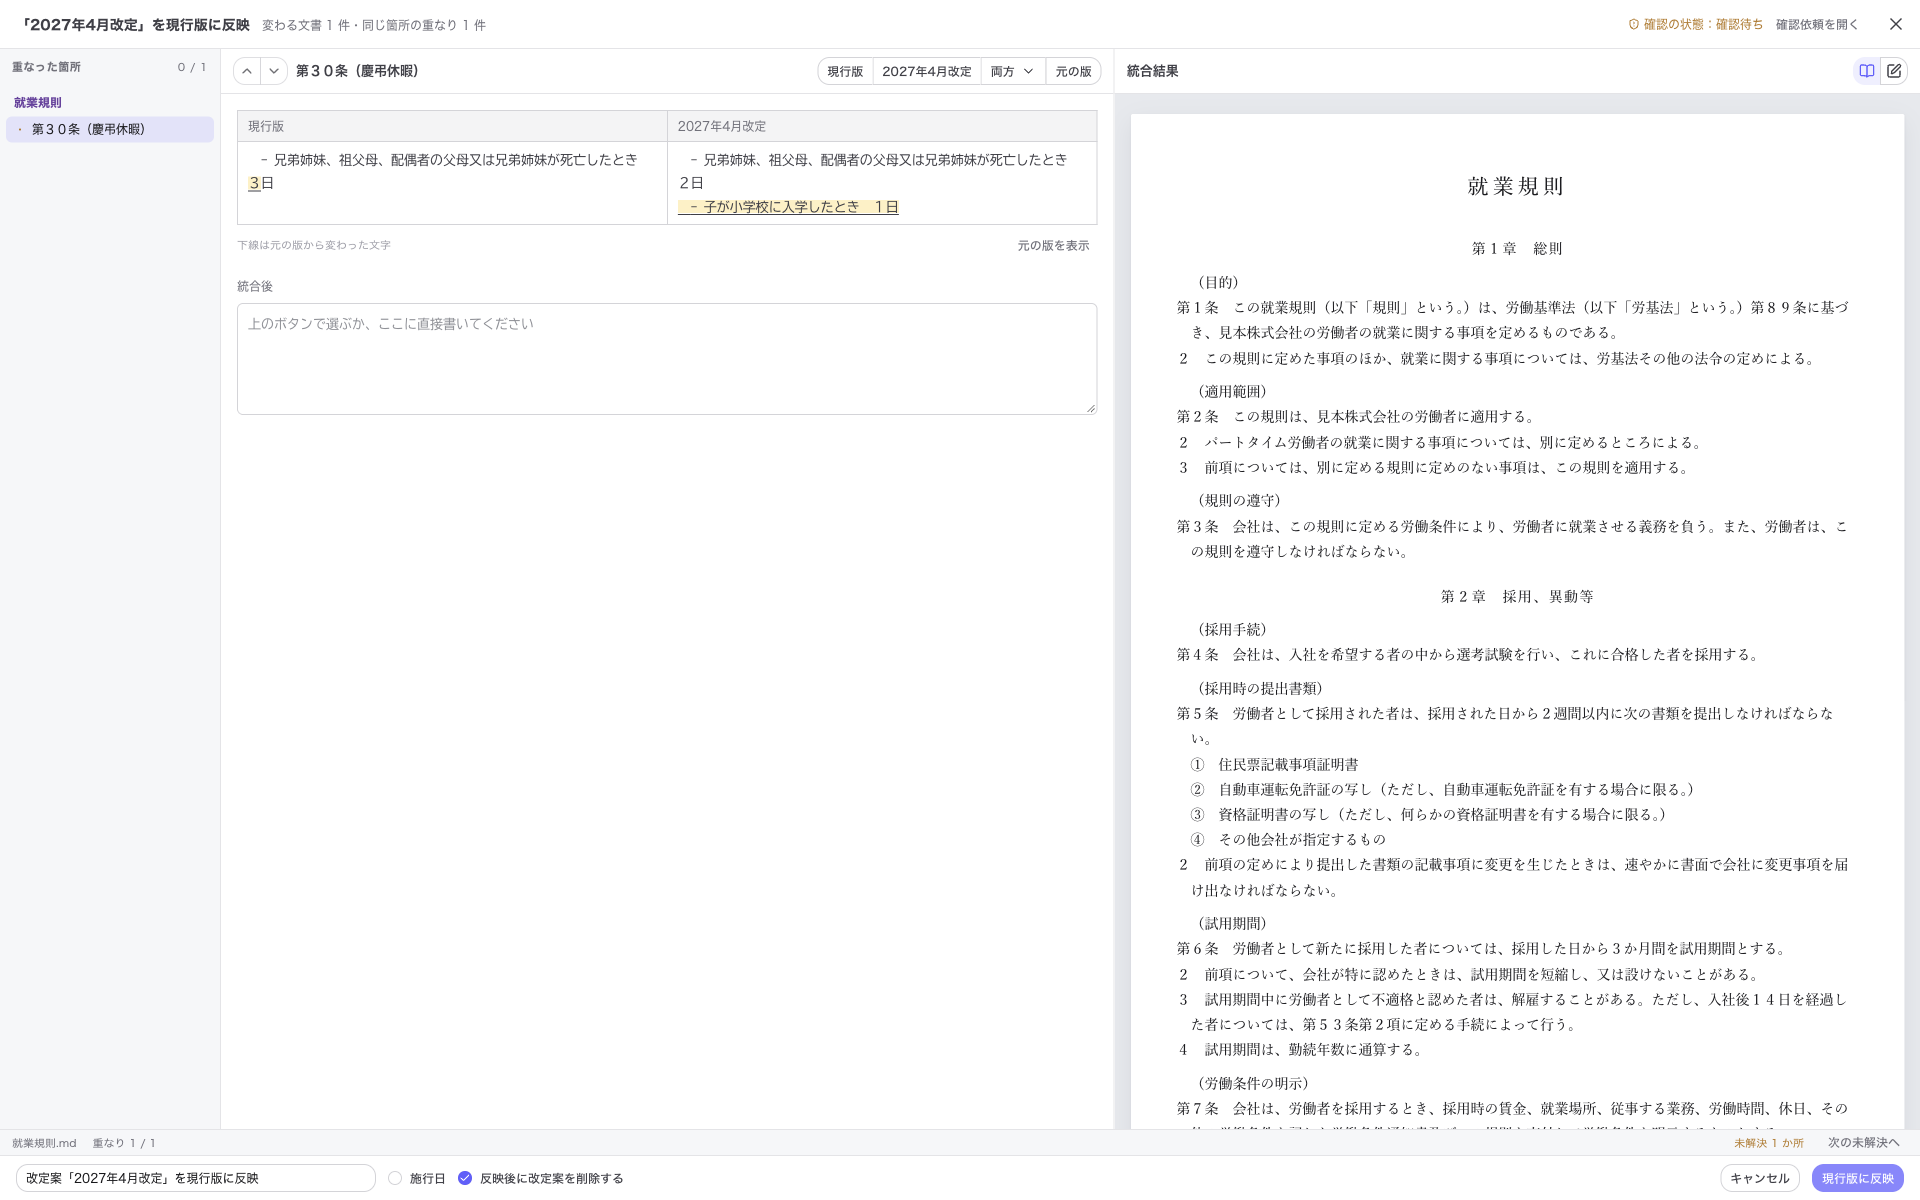 「2027年4月改定」を現行版に反映 変わる文書 1 件・同じ箇所の重なり 1 件
確認の状態：確認待ち 確認依頼を開く
重なった箇所 0 / 1
就業規則
・ 第３０条（慶弔休暇）
第３０条（慶弔休暇）
現行版 2027年4月改定 両方 元の版
現行版 2027年4月改定
－ 兄弟姉妹、祖父母、配偶者の父母又は兄弟姉妹が死亡したとき
３日
－ 兄弟姉妹、祖父母、配偶者の父母又は兄弟姉妹が死亡したとき
２日
－ 子が小学校に入学したとき　１日
下線は元の版から変わった文字
元の版を表示
統合後
上のボタンで選ぶか、ここに直接書いてください
統合結果
就業規則
第１章　総則
（目的）
第１条　この就業規則（以下「規則」という。）は、労働基準法（以下「労基法」という。）第８９条に基づ
き、見本株式会社の労働者の就業に関する事項を定めるものである。
２　この規則に定めた事項のほか、就業に関する事項については、労基法その他の法令の定めによる。
（適用範囲）
第２条　この規則は、見本株式会社の労働者に適用する。
２　パートタイム労働者の就業に関する事項については、別に定めるところによる。
３　前項については、別に定める規則に定めのない事項は、この規則を適用する。
（規則の遵守）
第３条　会社は、この規則に定める労働条件により、労働者に就業させる義務を負う。また、労働者は、こ
の規則を遵守しなければならない。
第２章　採用、異動等
（採用手続）
第４条　会社は、入社を希望する者の中から選考試験を行い、これに合格した者を採用する。
（採用時の提出書類）
第５条　労働者として採用された者は、採用された日から２週間以内に次の書類を提出しなければならな
い。
①　住民票記載事項証明書
②　自動車運転免許証の写し（ただし、自動車運転免許証を有する場合に限る。）
③　資格証明書の写し（ただし、何らかの資格証明書を有する場合に限る。）
④　その他会社が指定するもの
２　前項の定めにより提出した書類の記載事項に変更を生じたときは、速やかに書面で会社に変更事項を届
け出なければならない。
（試用期間）
第６条　労働者として新たに採用した者については、採用した日から３か月間を試用期間とする。
２　前項について、会社が特に認めたときは、試用期間を短縮し、又は設けないことがある。
３　試用期間中に労働者として不適格と認めた者は、解雇することがある。ただし、入社後１４日を経過し
た者については、第５３条第２項に定める手続によって行う。
４　試用期間は、勤続年数に通算する。
（労働条件の明示）
第７条　会社は、労働者を採用するとき、採用時の賃金、就業場所、従事する業務、労働時間、休日、その
就業規則.md 重なり 1 / 1
未解決 1 か所 次の未解決へ
改定案「2027年4月改定」を現行版に反映 施行日 反映後に改定案を削除する
キャンセル 現行版に反映